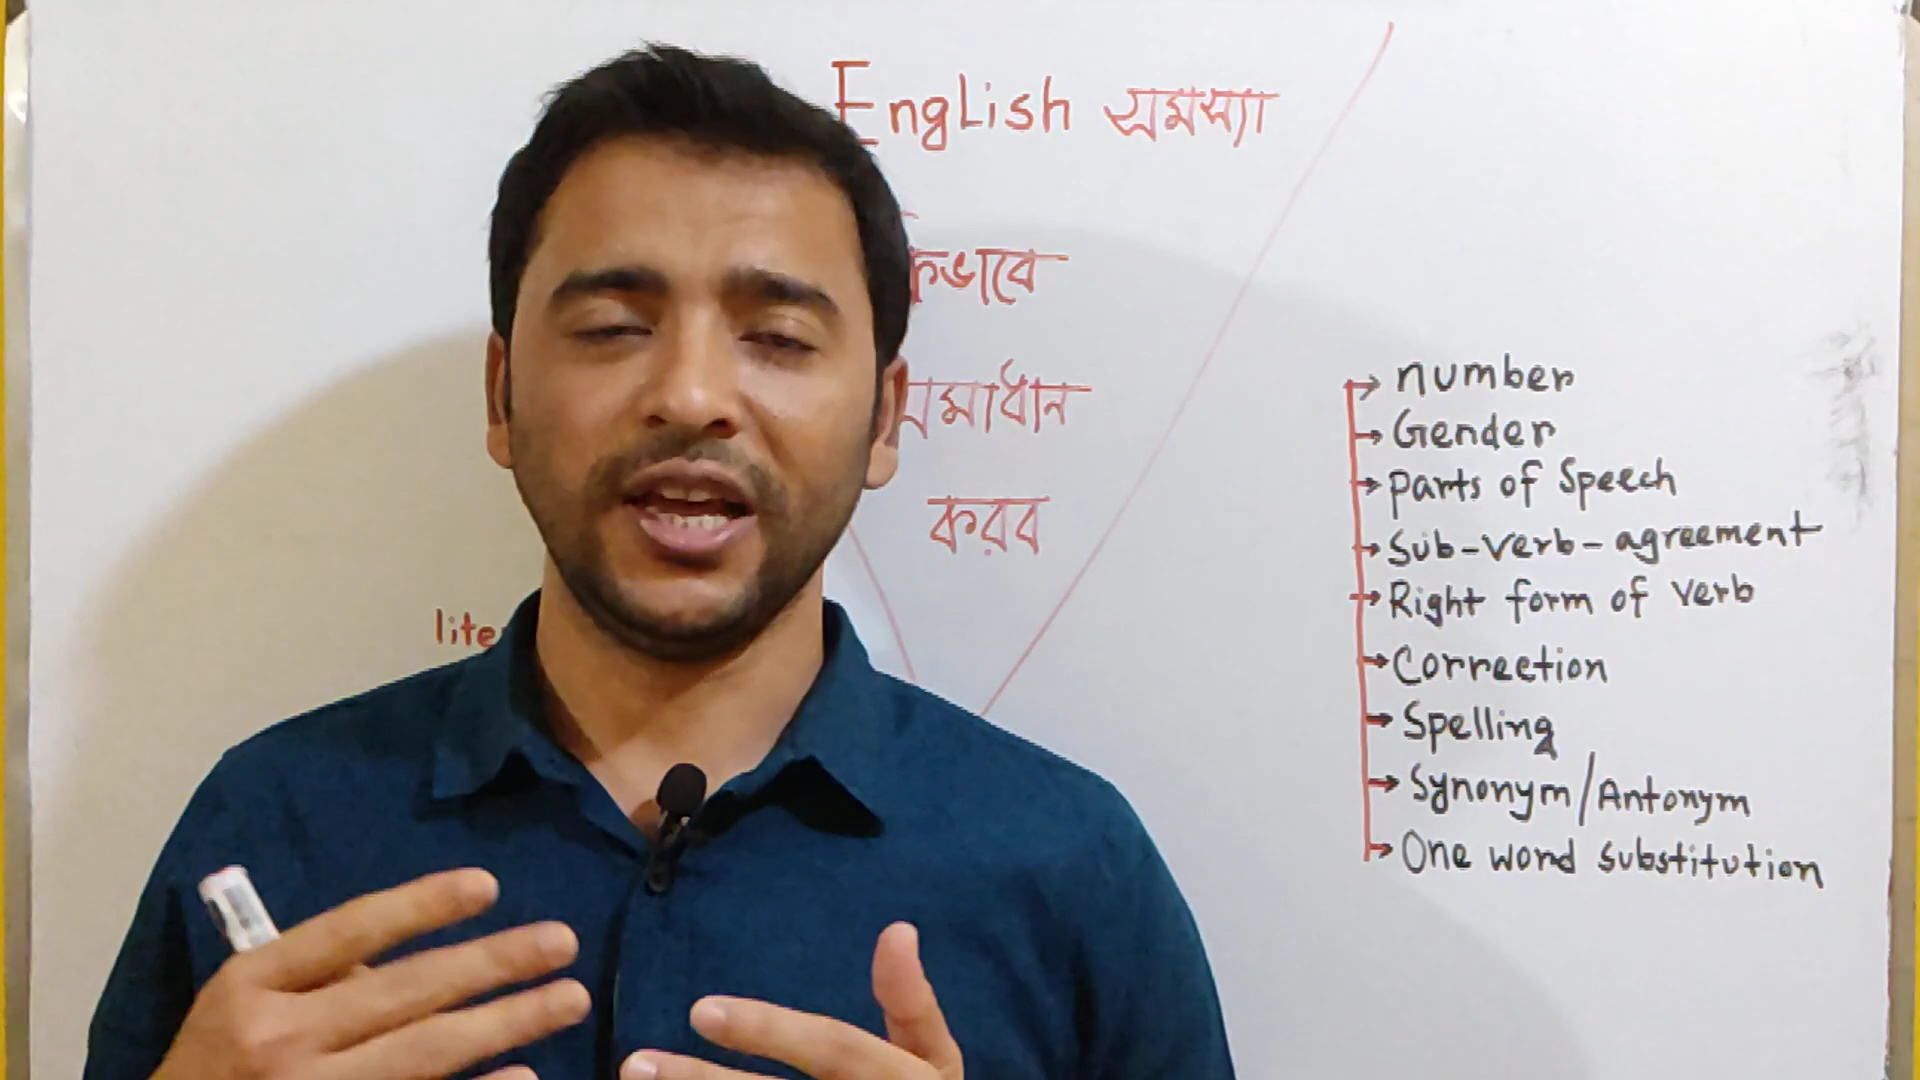 English সমস্যা
কিভাবে
সমাধান
করব
number
Gender
parts of speech
Sub-verb-agreement
Right form of verb
Correction
Spelling
Synonym/Antonym
One word substitution